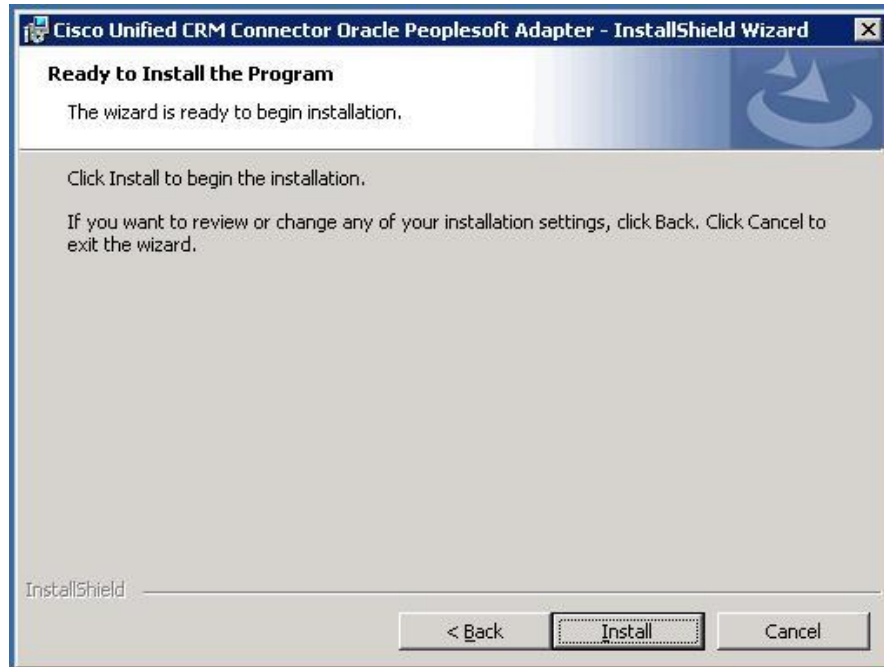 Cisco Unified CRM Connector Oracle Peoplesoft Adapter - InstallShield Wizard
Ready to Install the Program
The wizard is ready to begin installation.
Click Install to begin the installation.
If you want to review or change any of your installation settings, click Back. Click Cancel to
exit the wizard.
InstallShield
< Back Install Cancel